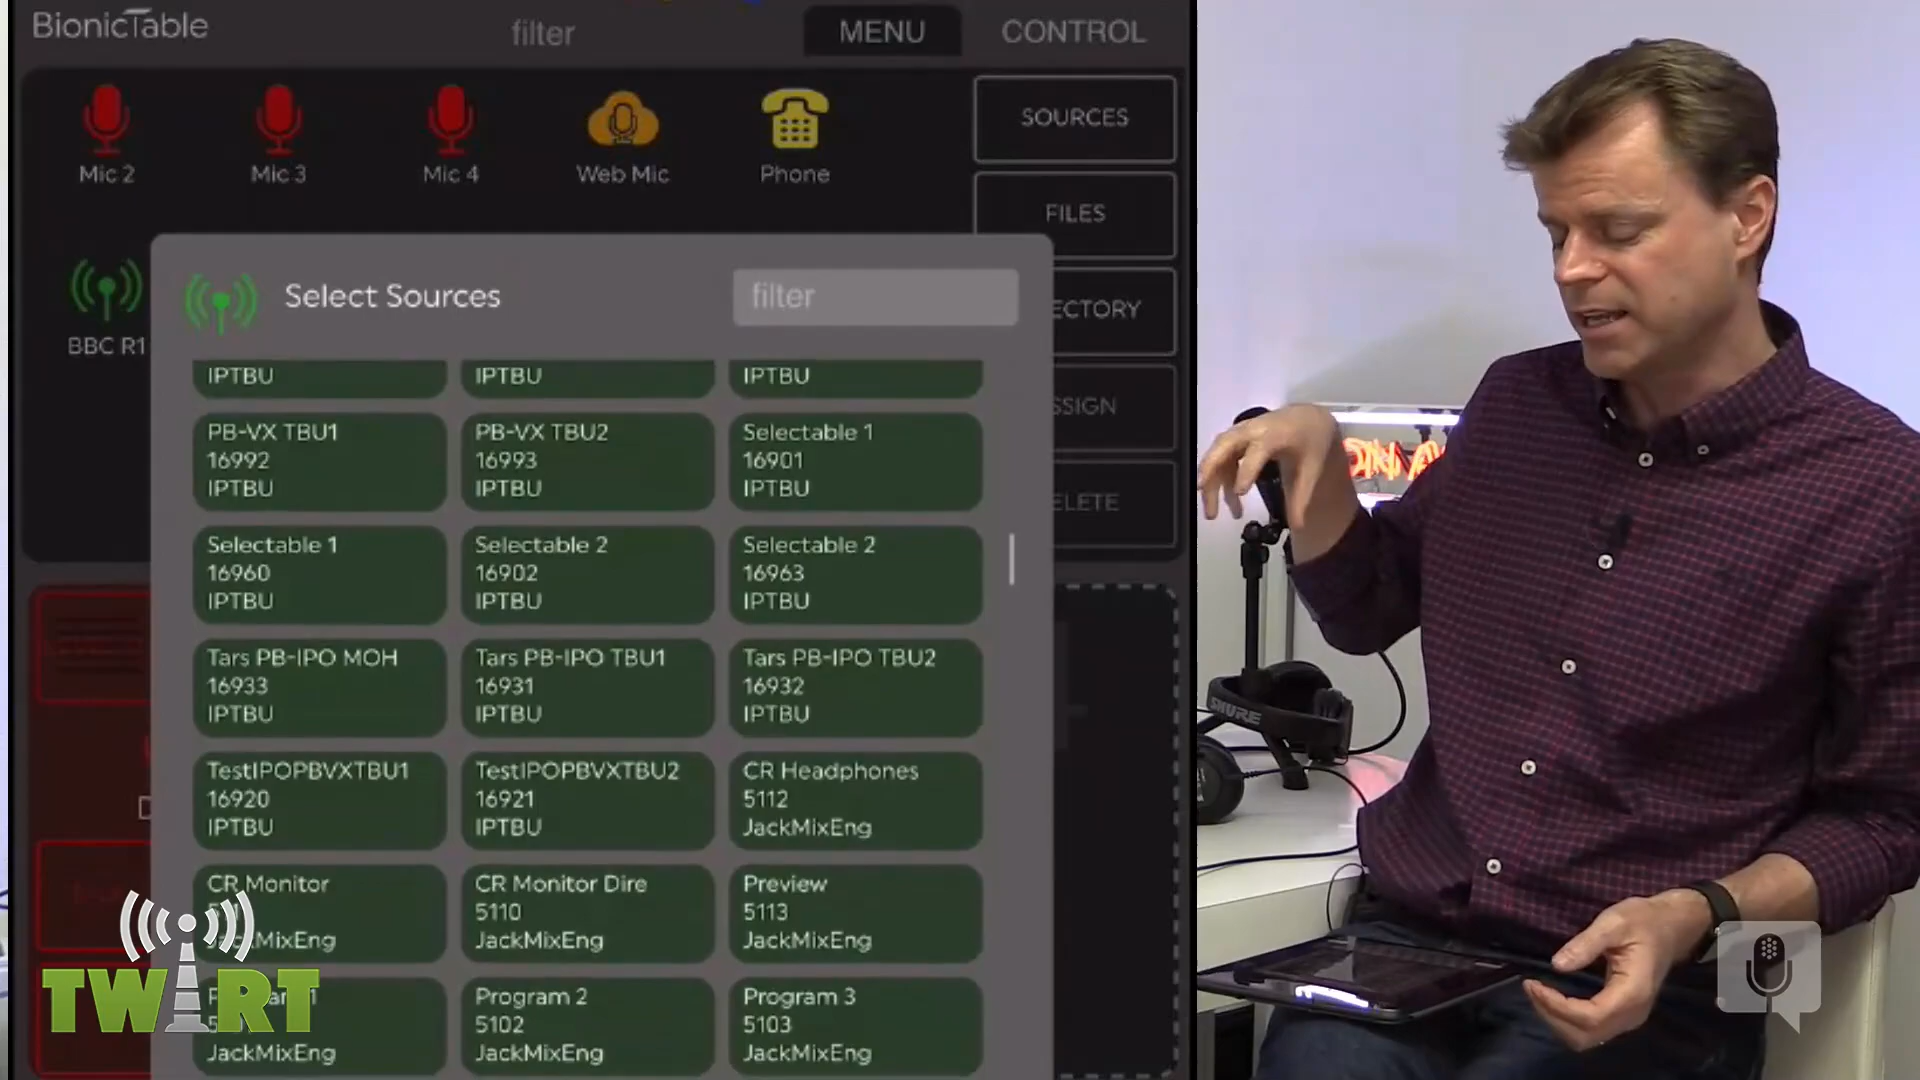 BionicTable
filter
MENU
CONTROL
Mic 2
Mic 3
Mic 4
Web Mic
Phone
SOURCES
FILES
BBC R1
ECTORY
SSIGN
ELETE
Select Sources
filter
IPTBU
IPTBU
IPTBU
PB-VX TBU1
16992
IPTBU
PB-VX TBU2
16993
IPTBU
Selectable 1
16901
IPTBU
Selectable 1
16960
IPTBU
Selectable 2
16902
IPTBU
Selectable 2
16963
IPTBU
Tars PB-IPO MOH
16933
IPTBU
Tars PB-IPO TBU1
16931
IPTBU
Tars PB-IPO TBU2
16932
IPTBU
TestIPOPBVXTBU1
16920
IPTBU
TestIPOPBVXTBU2
16921
IPTBU
CR Headphones
5112
JackMixEng
CR Monitor
JackMixEng
CR Monitor Dire
5110
JackMixEng
Preview
5113
JackMixEng
JackMixEng
Program 2
5102
JackMixEng
Program 3
5103
JackMixEng
TWiRT
SHURE